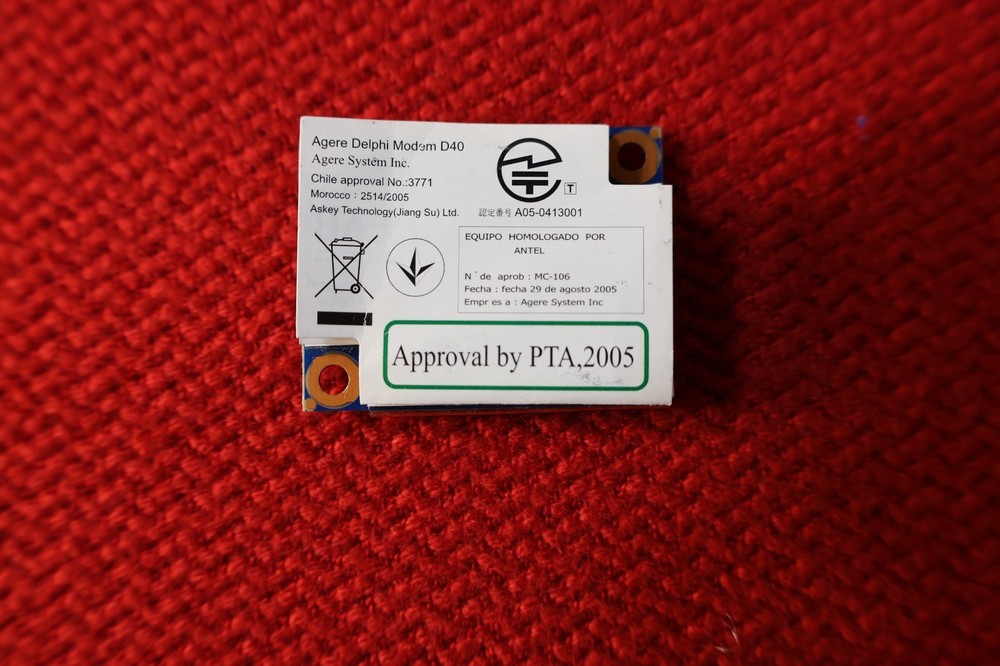 Agere Delphi Modem D40
Agere System Inc.
Chile approval No.:3771
Morocco : 2514/2005
Askey Technology(Jiang Su) Ltd.
T
認定番号 A05-0413001
EQUIPO HOMOLOGADO POR
ANTEL
N´de aprob : MC-106
Fecha : fecha 29 de agosto 2005
Empr es a : Agere System Inc
Approval by PTA,2005